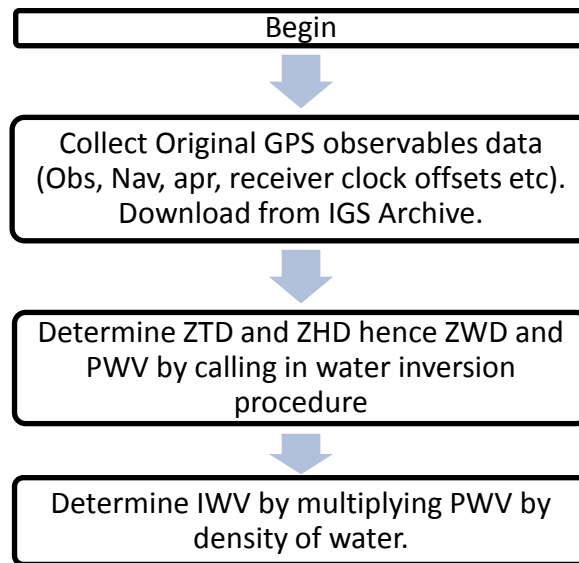 Begin
Collect Original GPS observables data
(Obs, Nav, apr, receiver clock offsets etc).
Download from IGS Archive.
Determine ZTD and ZHD hence ZWD and
PWV by calling in water inversion
procedure
Determine IWV by multiplying PWV by
density of water.